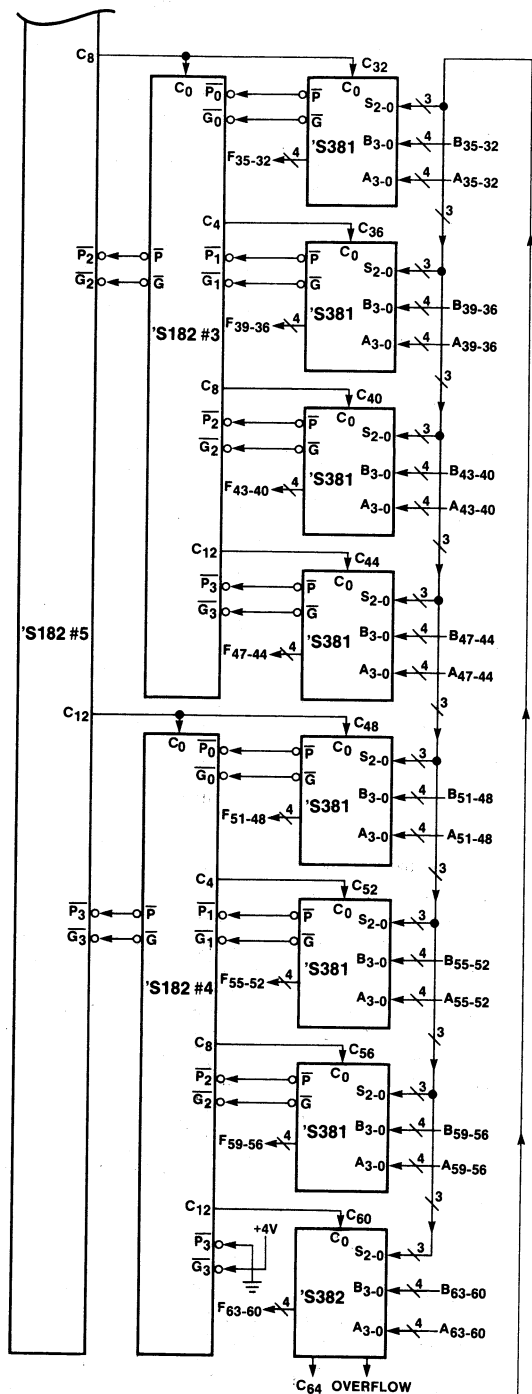 C8
C32
C0
P0
P
C0
S2-0
3
G0
G
'S381
B3-0
4
B35-32
F35-32
4
A3-0
4
A35-32
3
C4
C36
P2
P
P1
P
C0
S2-0
3
G2
G
G1
G
B3-0
4
B39-36
'S182 #3
F39-36
4
'S381
A3-0
4
A39-36
3
C8
C40
P2
P
C0
S2-0
3
G2
G
B3-0
4
B43-40
F43-40
4
'S381
A3-0
4
A43-40
3
C12
C44
P3
P
C0
S2-0
3
G3
G
'S182 #5
'S381
B3-0
4
B47-44
F47-44
4
A3-0
4
A47-44
3
C12
C48
C0
P0
P
C0
S2-0
3
G0
G
'S381
B3-0
4
B51-48
F51-48
4
A3-0
4
A51-48
3
C4
C52
P3
P
P1
P
C0
S2-0
3
G3
G
G1
G
B3-0
4
B55-52
'S182 #4
F55-52
4
'S381
A3-0
4
A55-52
3
C8
C56
P2
P
C0
S2-0
3
G2
G
'S381
B3-0
4
B59-56
F59-56
4
A3-0
4
A59-56
3
C12
C60
P3
+4V
C0
S2-0
3
G3
'S382
B3-0
4
B63-60
F63-60
4
A3-0
4
A63-60
C64 OVERFLOW